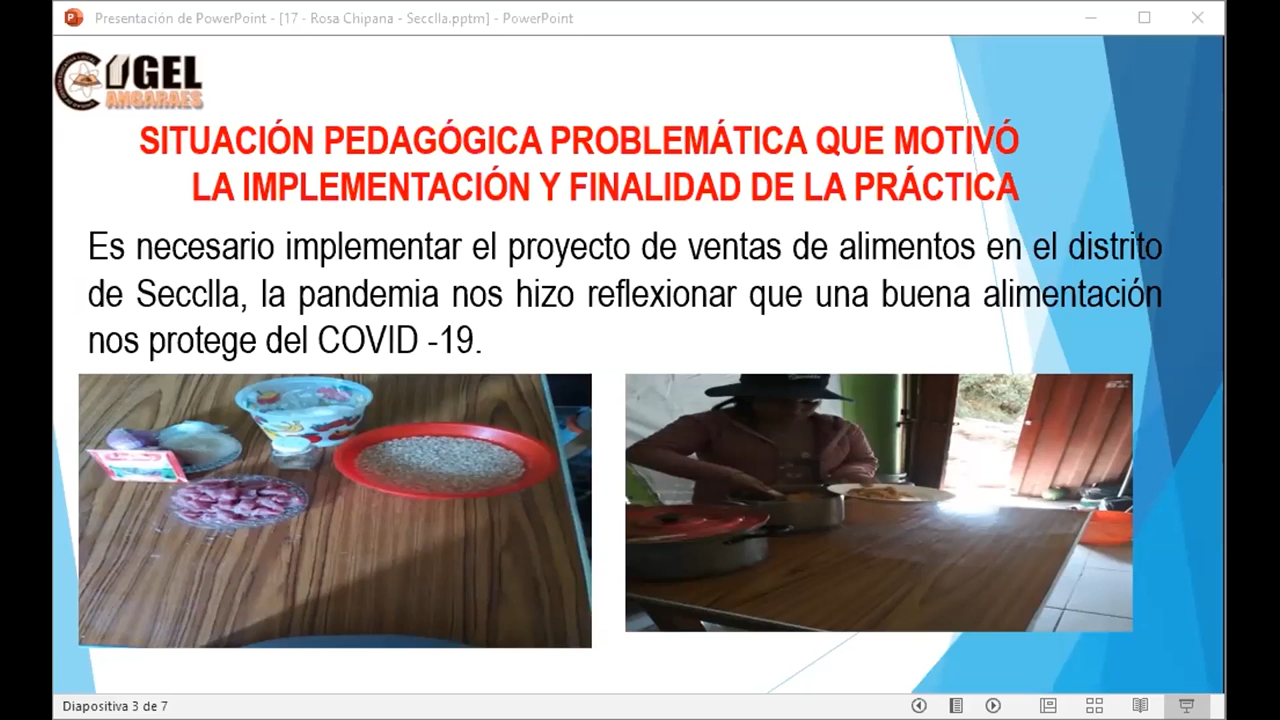 Presentación de PowerPoint - [17 - Rosa Chipana - Secclla.pptm] - PowerPoint
UGEL
ANGARAES
SITUACIÓN PEDAGÓGICA PROBLEMÁTICA QUE MOTIVÓ
LA IMPLEMENTACIÓN Y FINALIDAD DE LA PRÁCTICA
Es necesario implementar el proyecto de ventas de alimentos en el distrito
de Secclla, la pandemia nos hizo reflexionar que una buena alimentación
nos protege del COVID -19.
Diapositiva 3 de 7